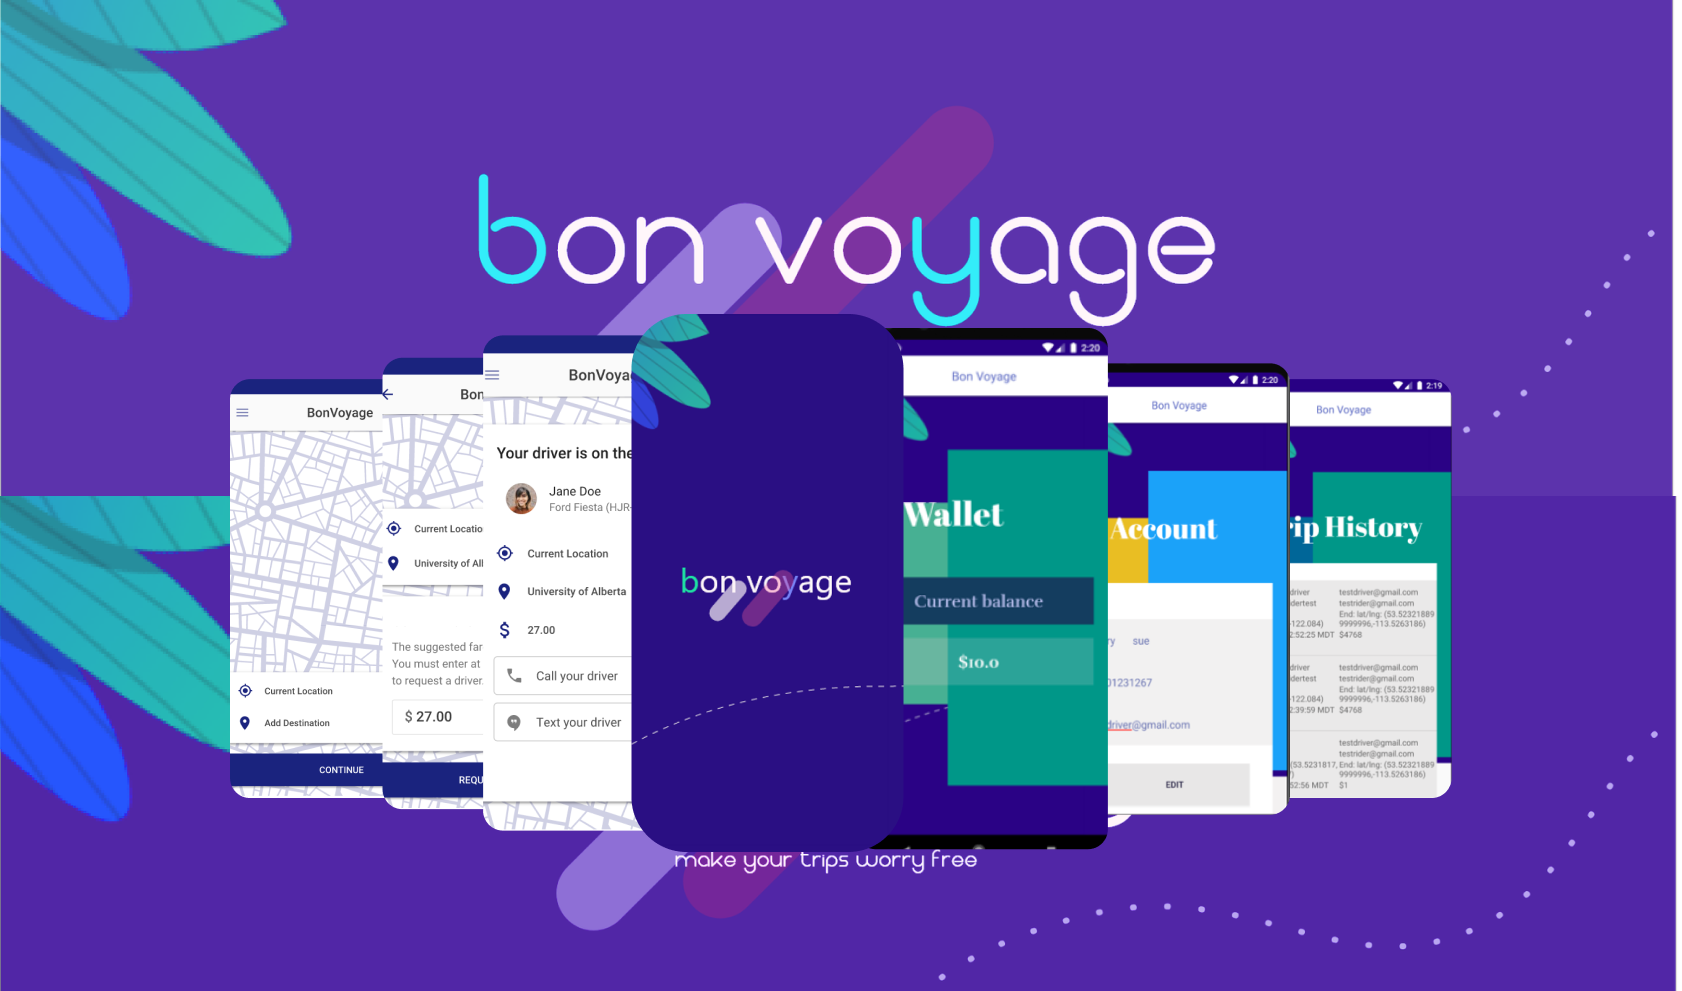 bon voyage
BonVoyage
Current Location
Add Destination
CONTINUE
Bon
Current Locatio
University of Al
The suggested far
You must enter at
to request a driver.
$ 27.00
REQU
BonVoya
Your driver is on the
Jane Doe
Ford Fiesta (HJR-
Current Location
University of Alberta
$ 27.00
Call your driver
Text your driver
bon voyage
2:20
Bon Voyage
Wallet
Current balance
$10.0
2:20
Bon Voyage
Account
ry sue
01231267
driver@gmail.com
EDIT
2:19
Bon Voyage
rip History
driver testdriver@gmail.com
dertest testrider@gmail.com
End: lat/lng: (53.52321889
-122.084) 9999996,-113.5263186)
2:52:25 MDT $4768
driver testdriver@gmail.com
dertest testrider@gmail.com
End: lat/lng: (53.52321889
-122.084) 9999996,-113.5263186)
2:39:59 MDT $4768
testdriver@gmail.com
testrider@gmail.com
(53.5231817, End: lat/lng: (53.52321889
9999996,-113.5263186)
52:56 MDT $1
make your trips worry free